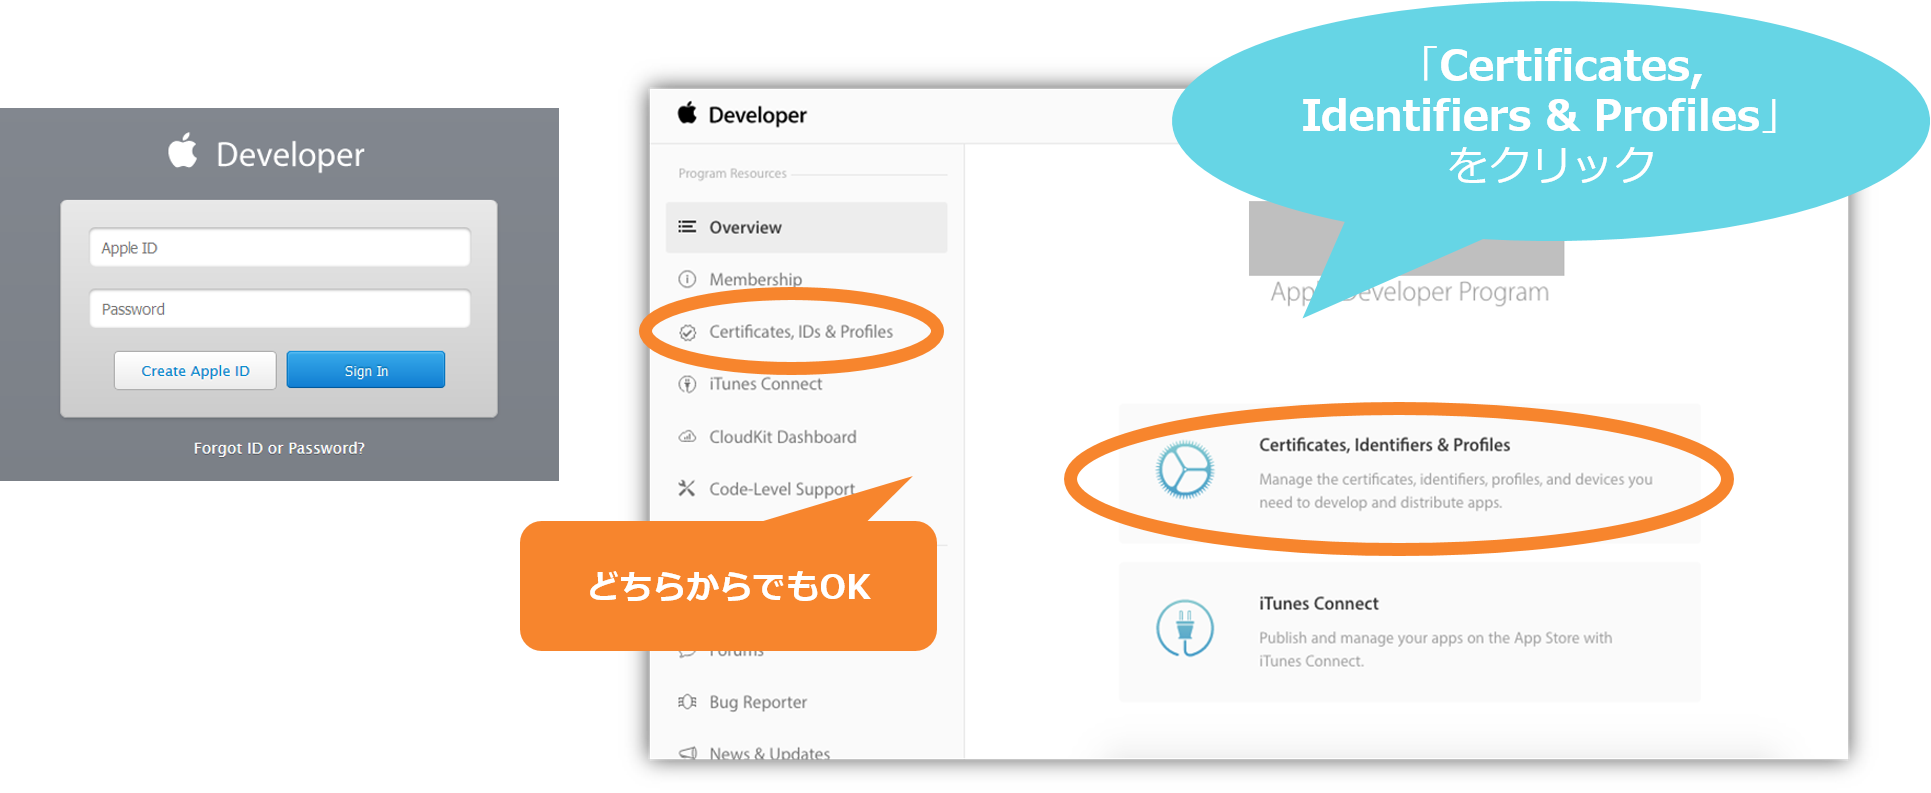 Developer
Apple ID
Password
Create Apple ID
Sign In
Forgot ID or Password?
Developer
Program Resources
Overview
Membership
Certificates, IDs & Profiles
iTunes Connect
CloudKit Dashboard
Code-Level Support
どちらからでもOK
Forums
Bug Reporter
News & Updates
「Certificates,
Identifiers & Profiles」
をクリック
Apple Developer Program
Certificates, Identifiers & Profiles
Manage the certificates, identifiers, profiles, and devices you
need to develop and distribute apps.
iTunes Connect
Publish and manage your apps on the App Store with
iTunes Connect.